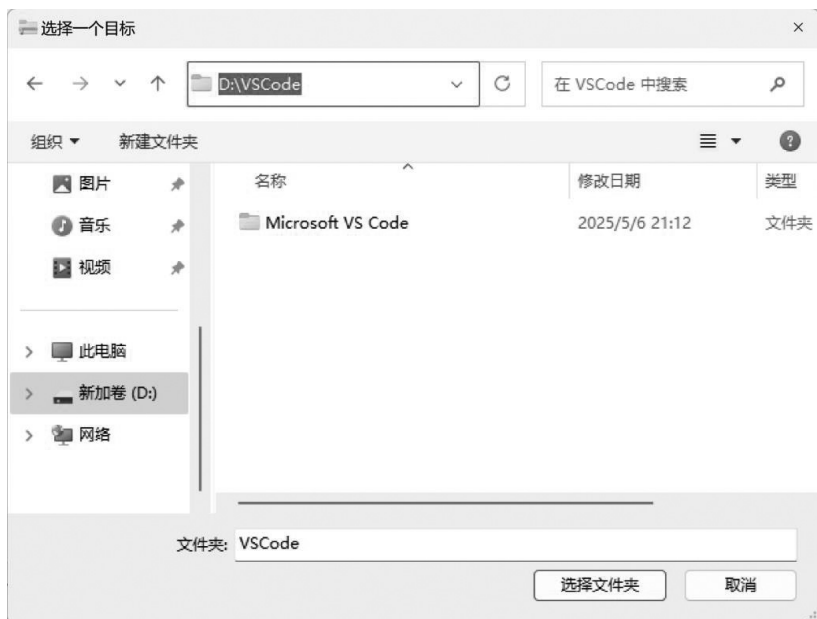 选择一个目标
D:\VSCode
在 VSCode 中搜索
组织
新建文件夹
名称
修改日期
类型
图片
音乐
视频
此电脑
新加卷 (D:)
网络
Microsoft VS Code
2025/5/6 21:12
文件夹
文件夹:
VSCode
选择文件夹
取消